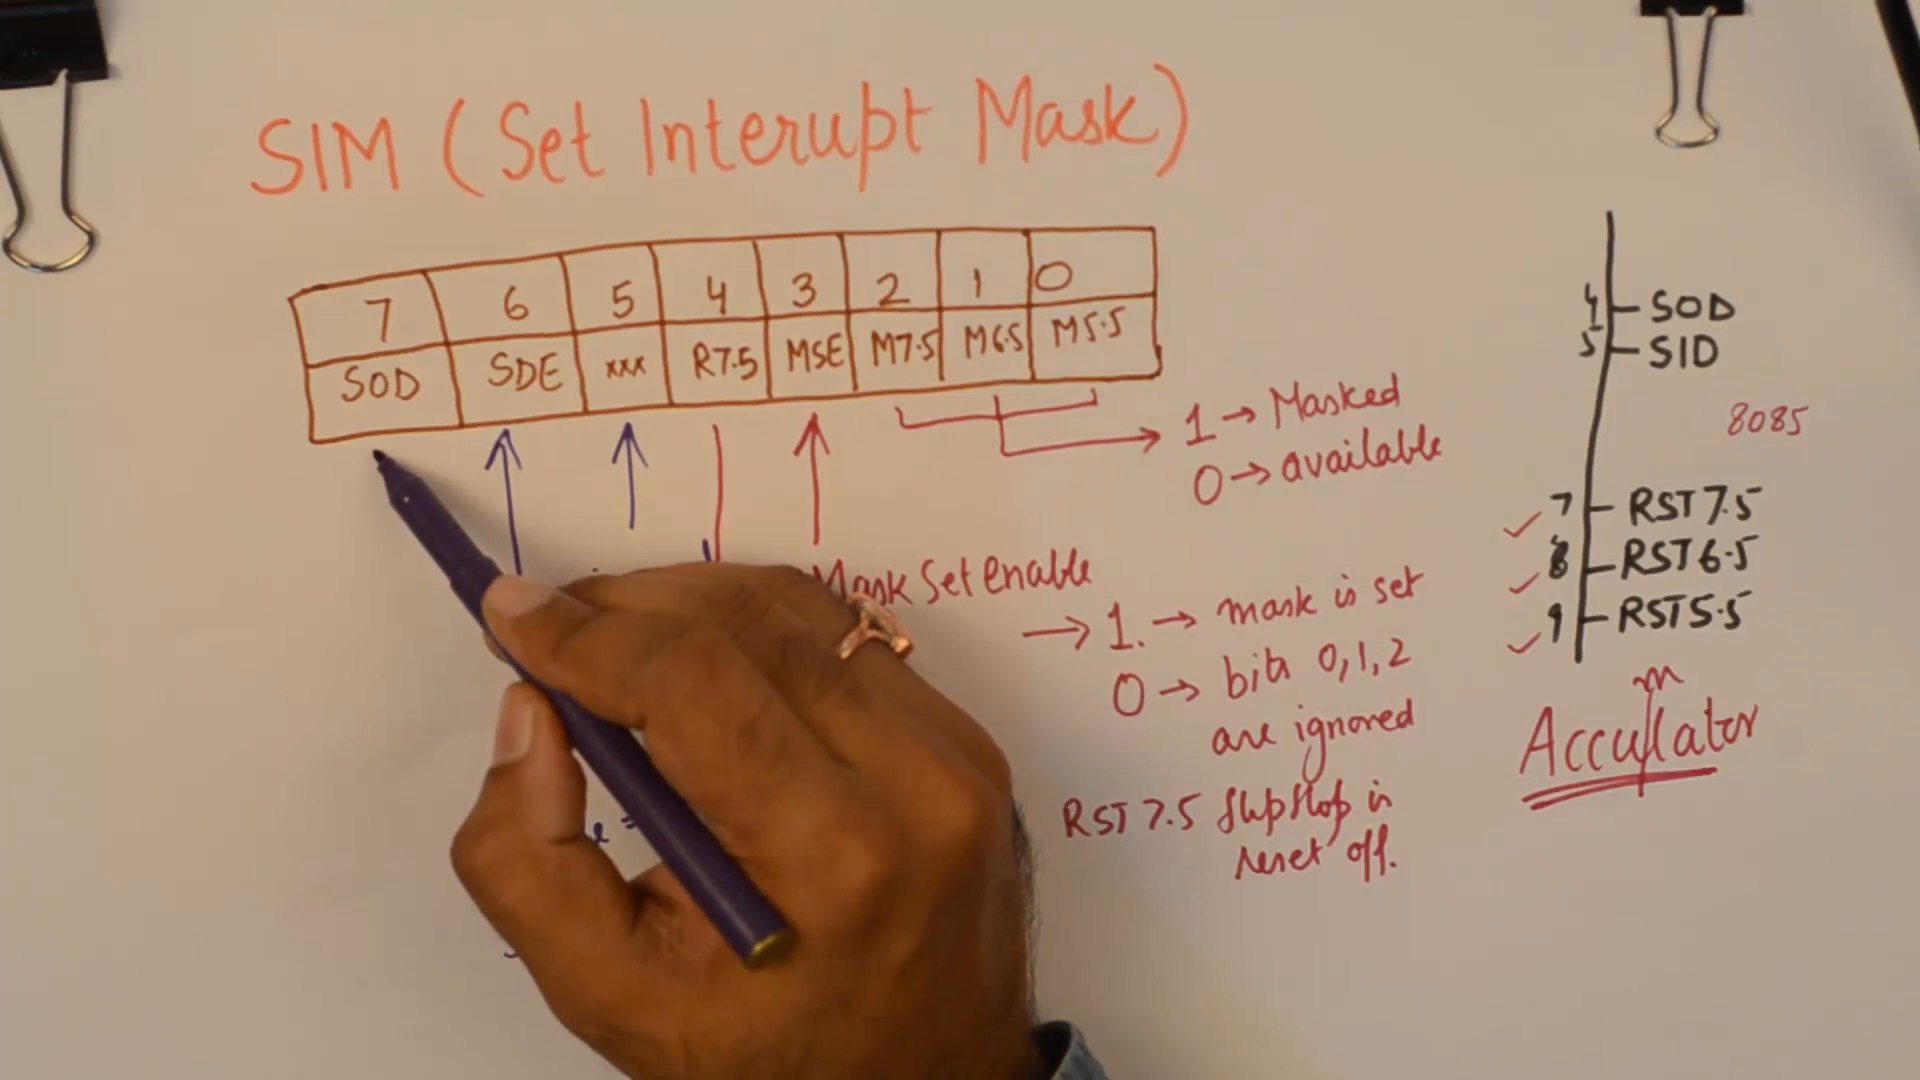 SIM (Set Interupt Mask)
7 6 5 4 3 2 1 0
SOD SDE xxx R7.5 MSE M7.5 M6.5 M5.5
1 → Masked
0 → available
Mask Set enable
→ 1. → mask is set
0 → bits 0,1,2
are ignored
RST 7.5 flipflop is
reset off.
4 SOD
5 SID
8085
7 RST 7.5
8 RST 6.5
9 RST 5.5
m
Acculator